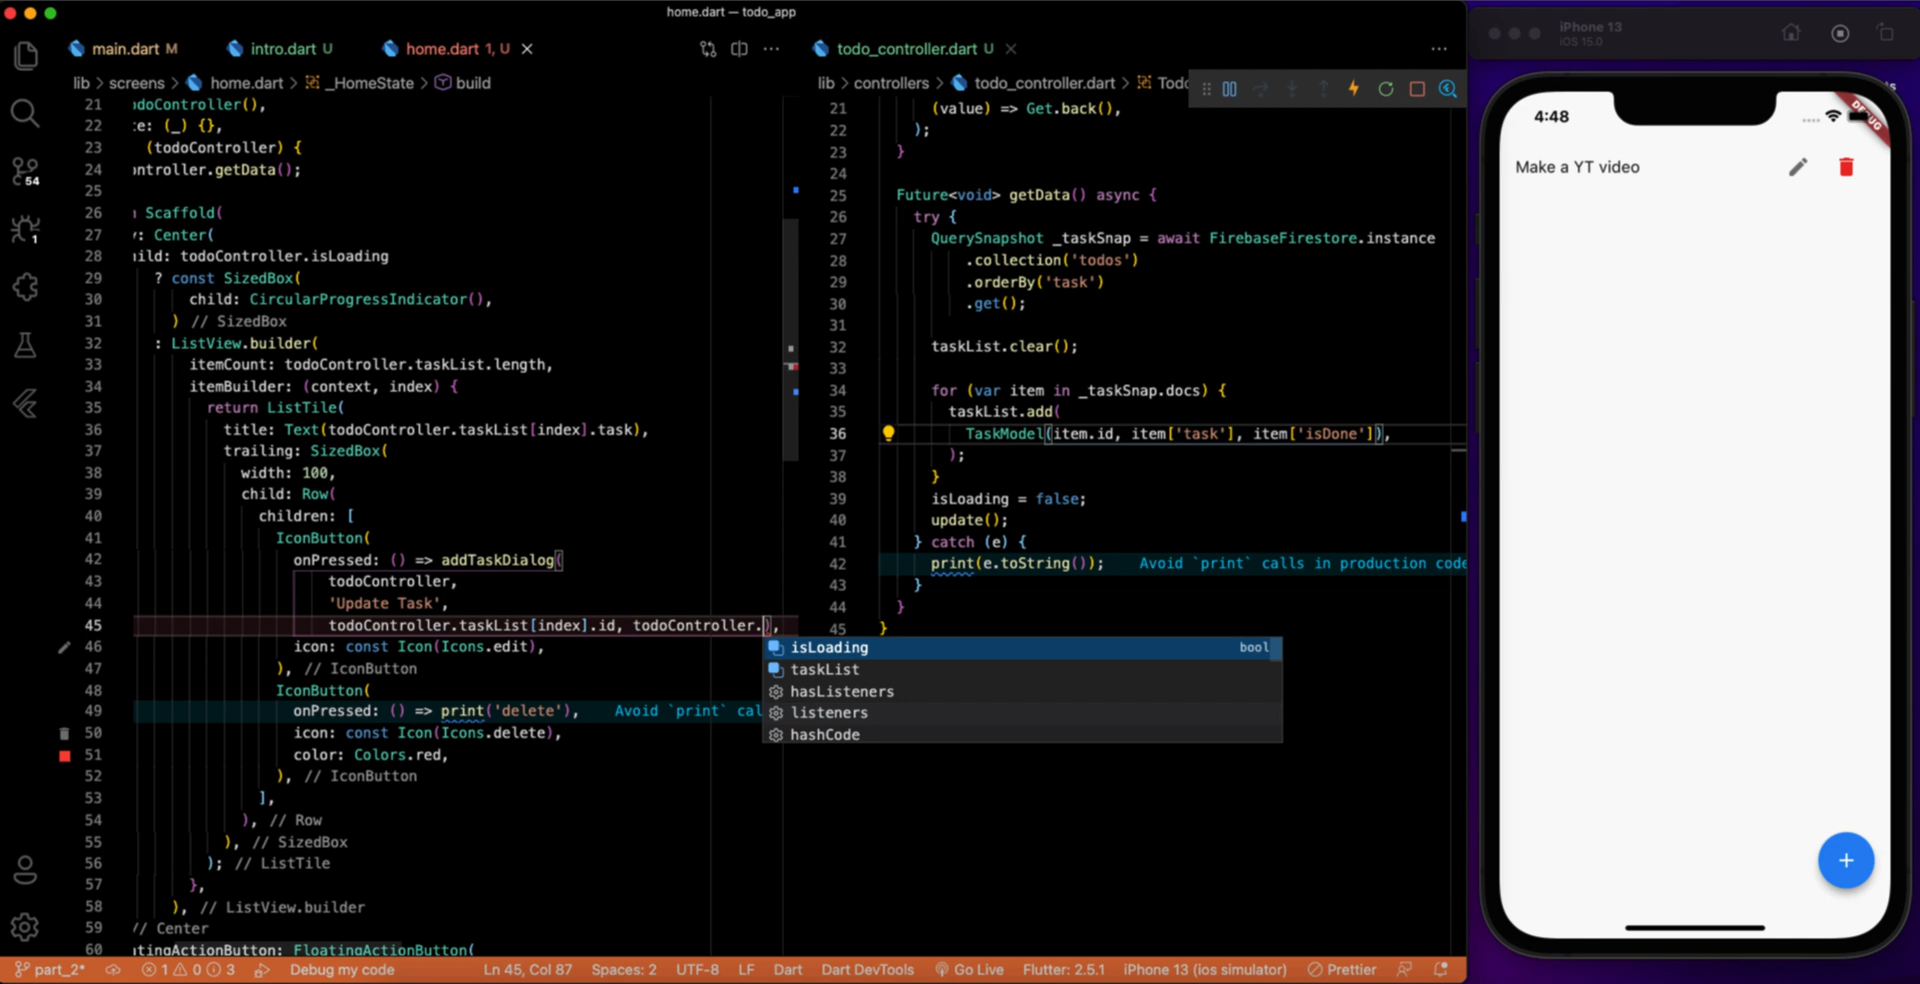 home.dart — todo_app
main.dart M
intro.dart U
home.dart 1, U
lib > screens > home.dart > _HomeState > build
21 odoController(),
22 :e: (_) {},
23 (todoController) {
24 ontroller.getData();
25
26 Scaffold(
27 : Center(
28 ild: todoController.isLoading
29 ? const SizedBox(
30 child: CircularProgressIndicator(),
31 ) // SizedBox
32 : ListView.builder(
33 itemCount: todoController.taskList.length,
34 itemBuilder: (context, index) {
35 return ListTile(
36 title: Text(todoController.taskList[index].task),
37 trailing: SizedBox(
38 width: 100,
39 child: Row(
40 children: [
41 IconButton(
42 onPressed: () => addTaskDialog(
43 todoController,
44 'Update Task',
45 todoController.taskList[index].id, todoController.),
46 icon: const Icon(Icons.edit),
47 ), // IconButton
48 IconButton(
49 onPressed: () => print('delete'), Avoid `print` cal
50 icon: const Icon(Icons.delete),
51 color: Colors.red,
52 ), // IconButton
53 ],
54 ), // Row
55 ), // SizedBox
56 ); // ListTile
57 },
58 ), // ListView.builder
59 // Center
60 atingActionButton: FloatingActionButton(
isLoading bool
taskList
hasListeners
listeners
hashCode
todo_controller.dart U
lib > controllers > todo_controller.dart > Todo
21 (value) => Get.back(),
22 );
23 }
24
25 Future<void> getData() async {
26 try {
27 QuerySnapshot _taskSnap = await FirebaseFirestore.instance
28 .collection('todos')
29 .orderBy('task')
30 .get();
31
32 taskList.clear();
33
34 for (var item in _taskSnap.docs) {
35 taskList.add(
36 TaskModel(item.id, item['task'], item['isDone']),
37 );
38 }
39 isLoading = false;
40 update();
41 } catch (e) {
42 print(e.toString()); Avoid `print` calls in production code
43 }
44 }
45 }
54
1
part_2* 1 0 3 Debug my code Ln 45, Col 87 Spaces: 2 UTF-8 LF Dart Dart DevTools Go Live Flutter: 2.5.1 iPhone 13 (ios simulator) Prettier
iPhone 13
iOS 15.0
4:48
DEBUG
Make a YT video